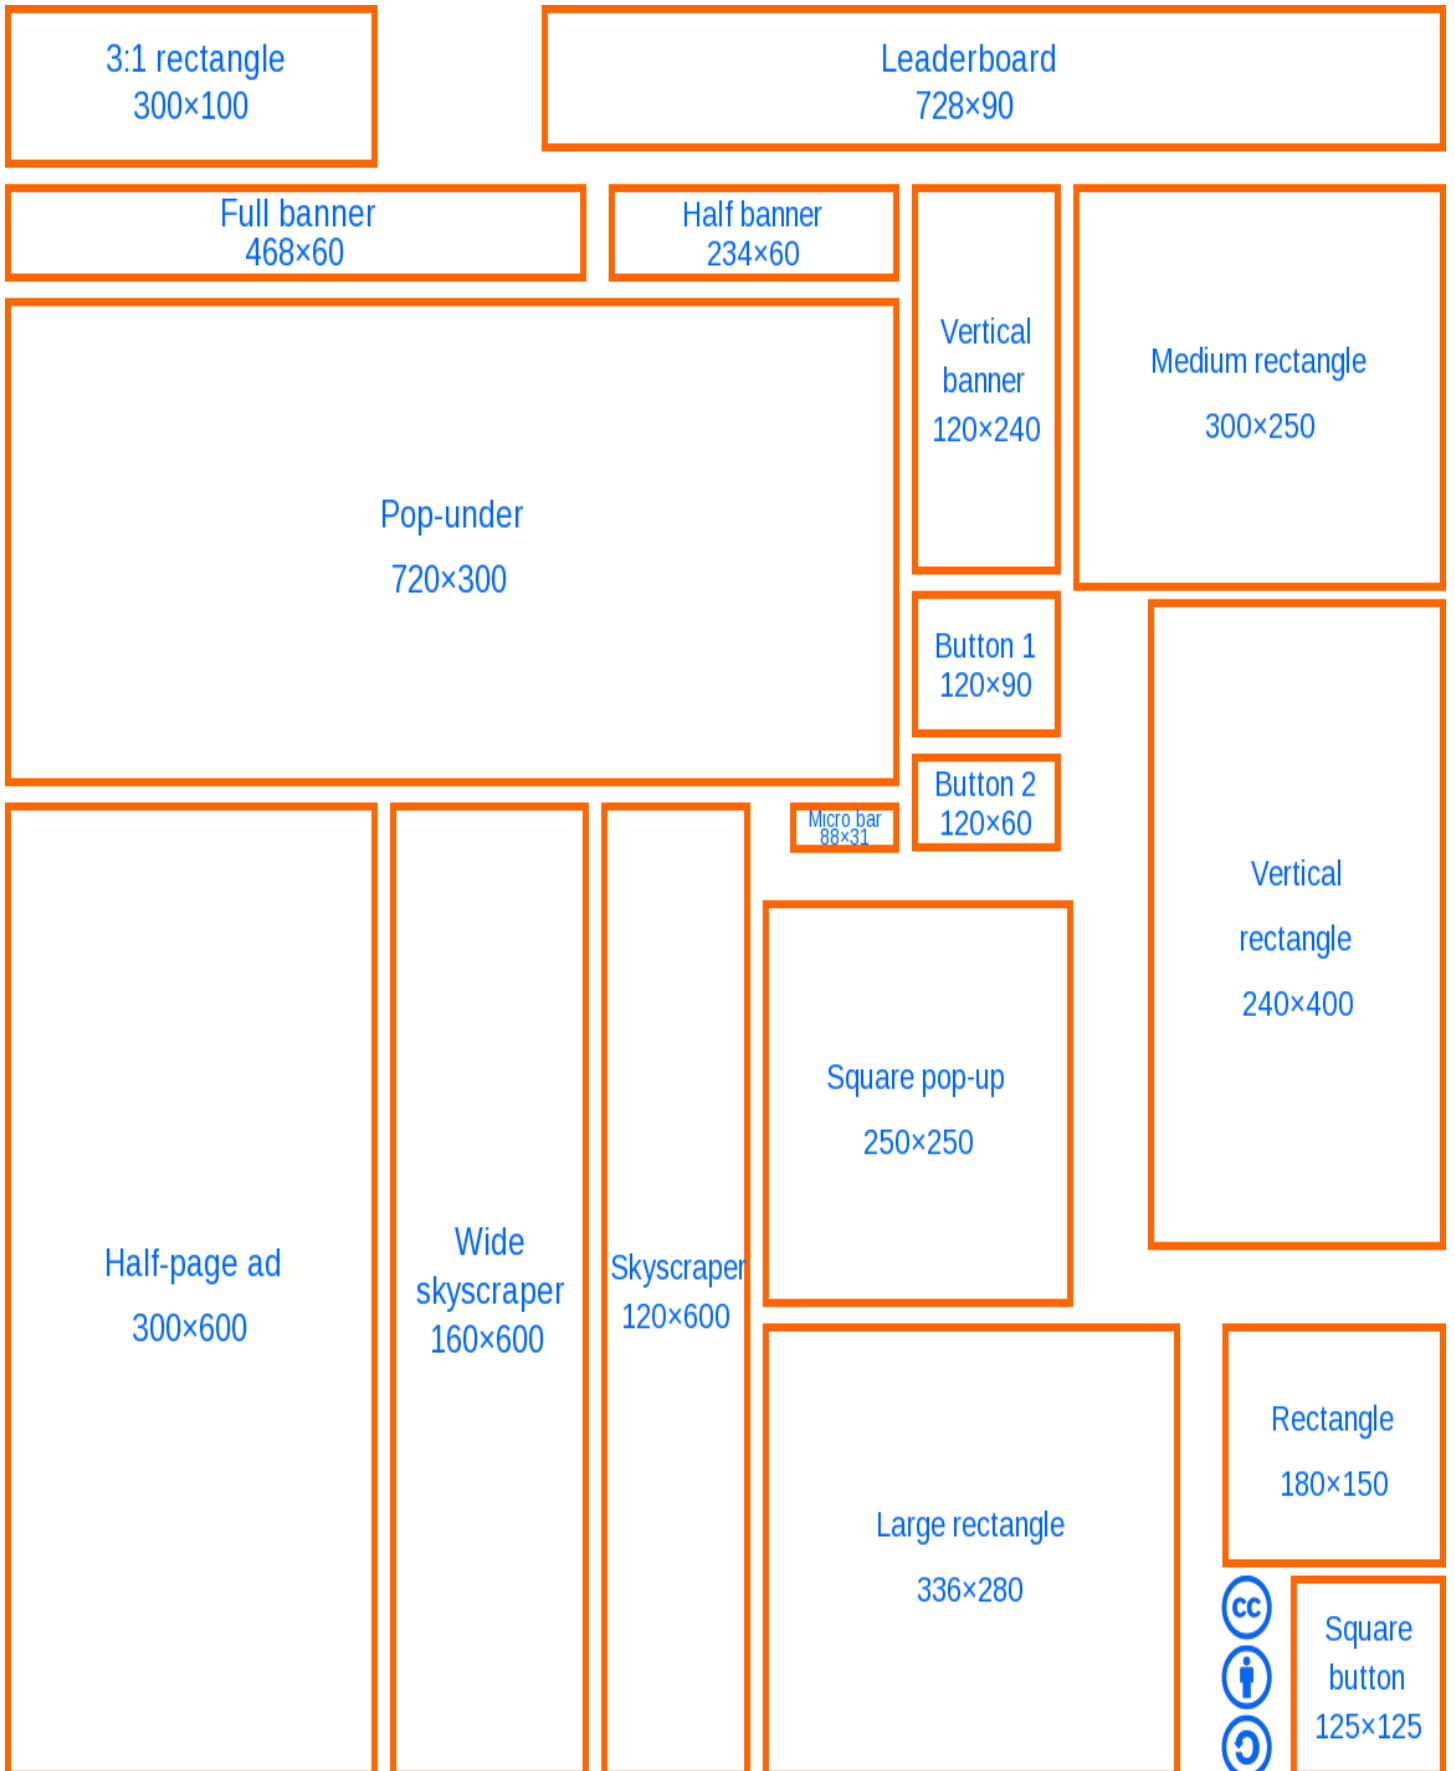 3:1 rectangle
300×100
Leaderboard
728×90
Full banner
468×60
Half banner
234×60
Vertical
banner
120×240
Medium rectangle
300×250
Pop-under
720×300
Button 1
120×90
Button 2
120×60
Micro bar
88×31
Vertical
rectangle
240×400
Square pop-up
250×250
Half-page ad
300×600
Wide
skyscraper
160×600
Skyscraper
120×600
Large rectangle
336×280
Rectangle
180×150
cc
Square
button
125×125